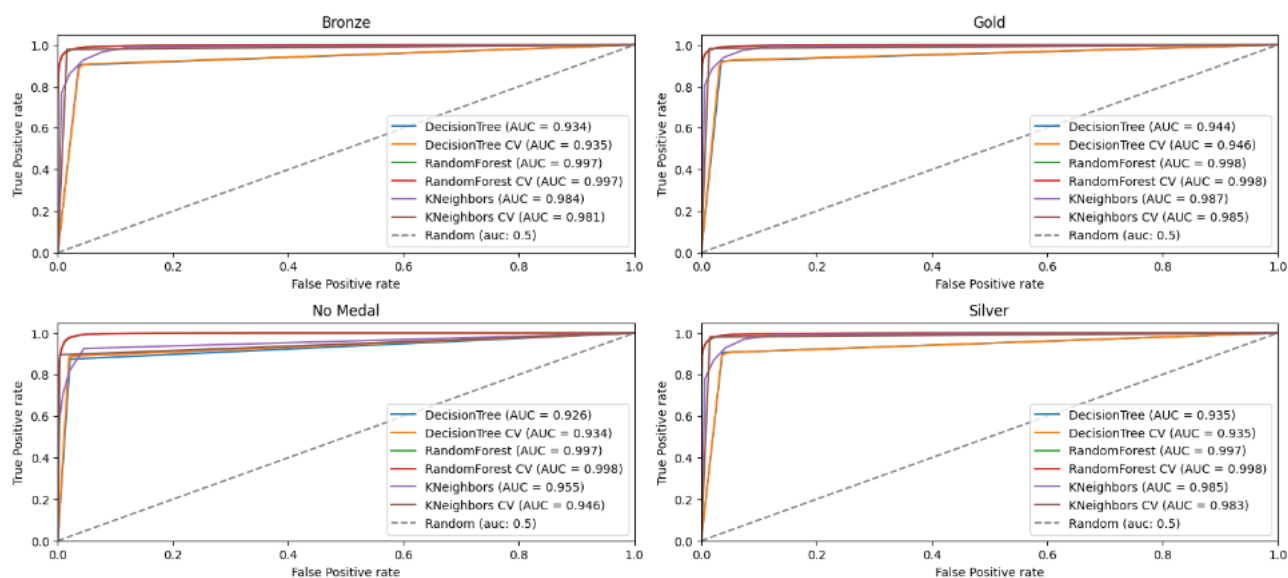 Bronze
True Positive rate
1.0
0.8
0.6
0.4
0.2
0.0
DecisionTree (AUC = 0.934)
DecisionTree CV (AUC = 0.935)
RandomForest (AUC = 0.997)
RandomForest CV (AUC = 0.997)
KNeighbors (AUC = 0.984)
KNeighbors CV (AUC = 0.981)
Random (auc: 0.5)
0.0 0.2 0.4 0.6 0.8 1.0
False Positive rate
Gold
True Positive rate
1.0
0.8
0.6
0.4
0.2
0.0
DecisionTree (AUC = 0.944)
DecisionTree CV (AUC = 0.946)
RandomForest (AUC = 0.998)
RandomForest CV (AUC = 0.998)
KNeighbors (AUC = 0.987)
KNeighbors CV (AUC = 0.985)
Random (auc: 0.5)
0.0 0.2 0.4 0.6 0.8 1.0
False Positive rate
No Medal
True Positive rate
1.0
0.8
0.6
0.4
0.2
0.0
DecisionTree (AUC = 0.926)
DecisionTree CV (AUC = 0.934)
RandomForest (AUC = 0.997)
RandomForest CV (AUC = 0.998)
KNeighbors (AUC = 0.955)
KNeighbors CV (AUC = 0.946)
Random (auc: 0.5)
0.0 0.2 0.4 0.6 0.8 1.0
False Positive rate
Silver
True Positive rate
1.0
0.8
0.6
0.4
0.2
0.0
DecisionTree (AUC = 0.935)
DecisionTree CV (AUC = 0.935)
RandomForest (AUC = 0.997)
RandomForest CV (AUC = 0.998)
KNeighbors (AUC = 0.985)
KNeighbors CV (AUC = 0.983)
Random (auc: 0.5)
0.0 0.2 0.4 0.6 0.8 1.0
False Positive rate